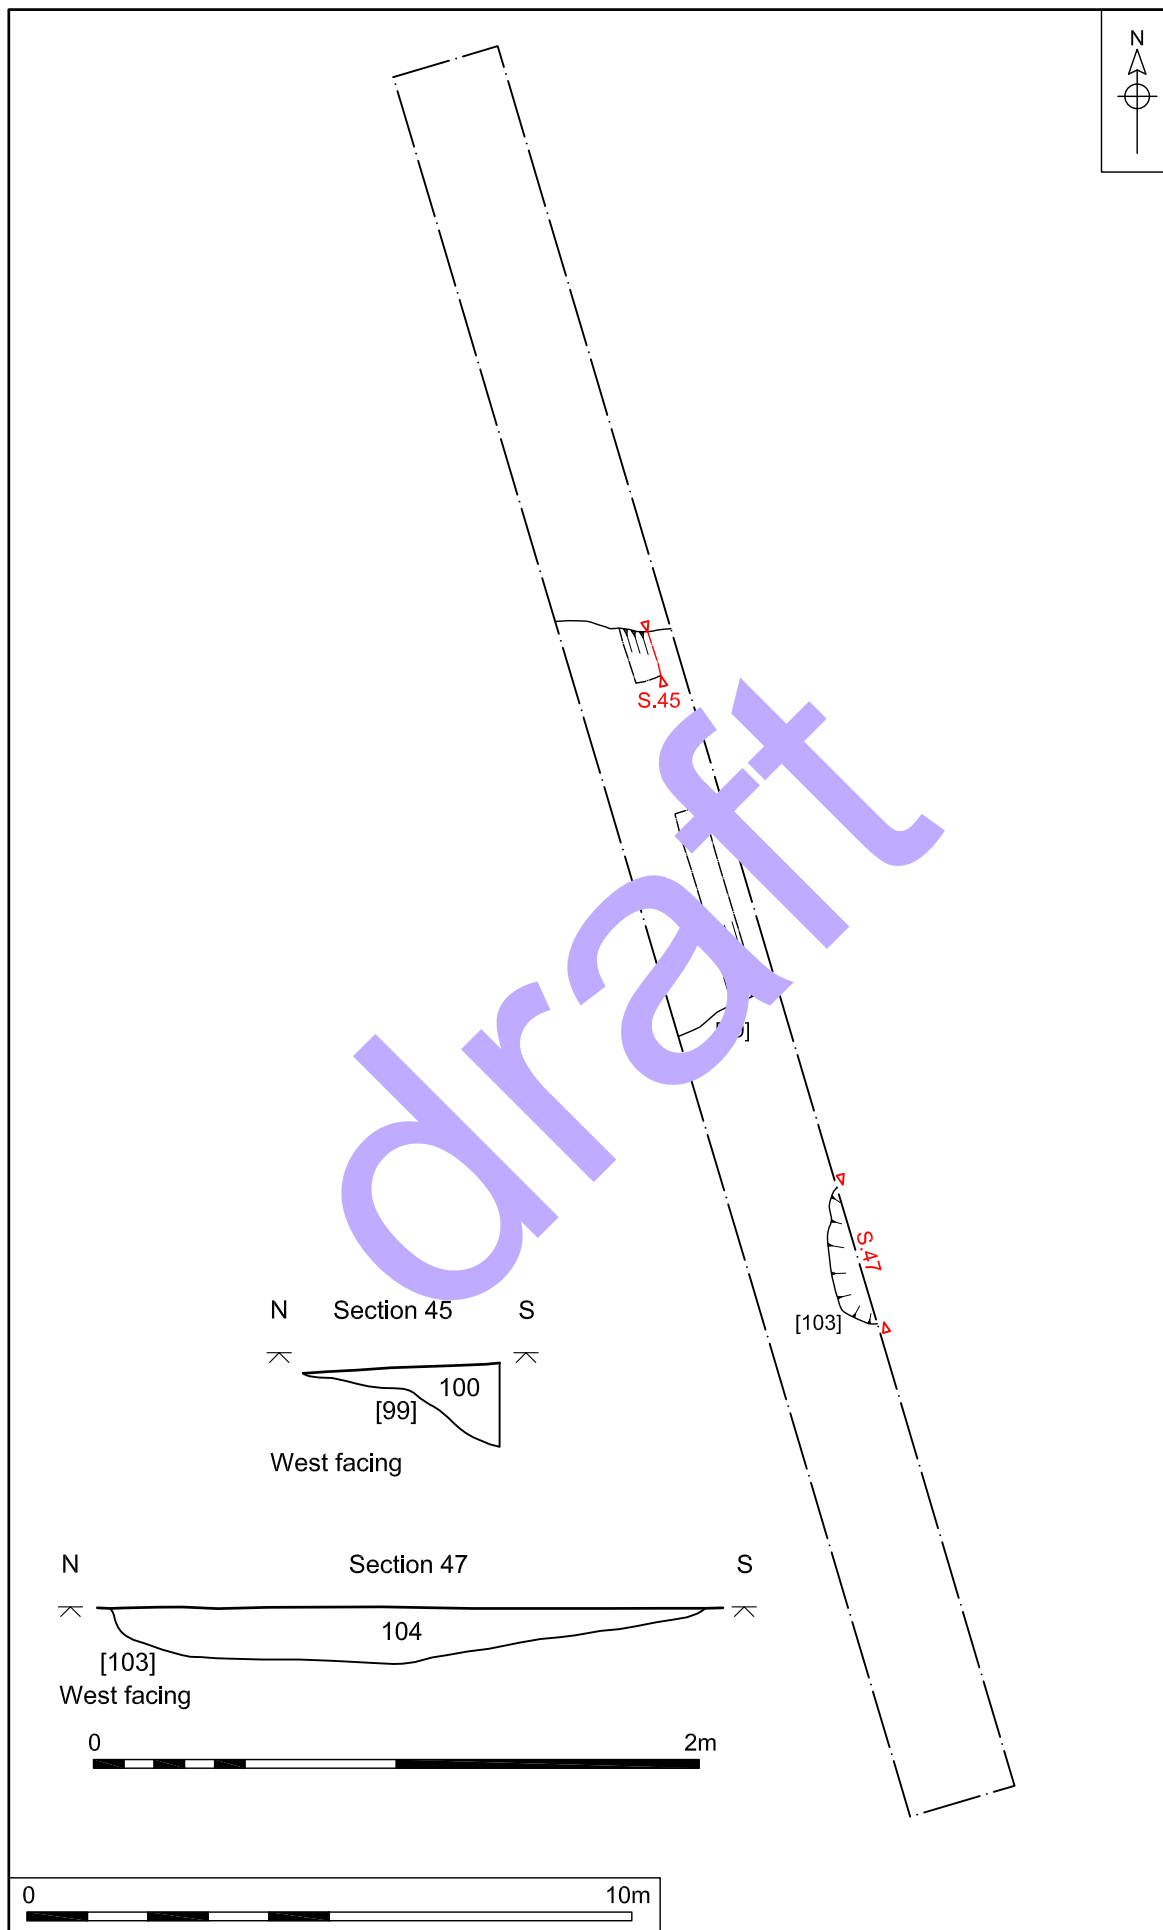 N
S.45
draft
S.47
[103]
N Section 45 S
100
[99]
West facing
N Section 47 S
104
[103]
West facing
0 2m
0 10m